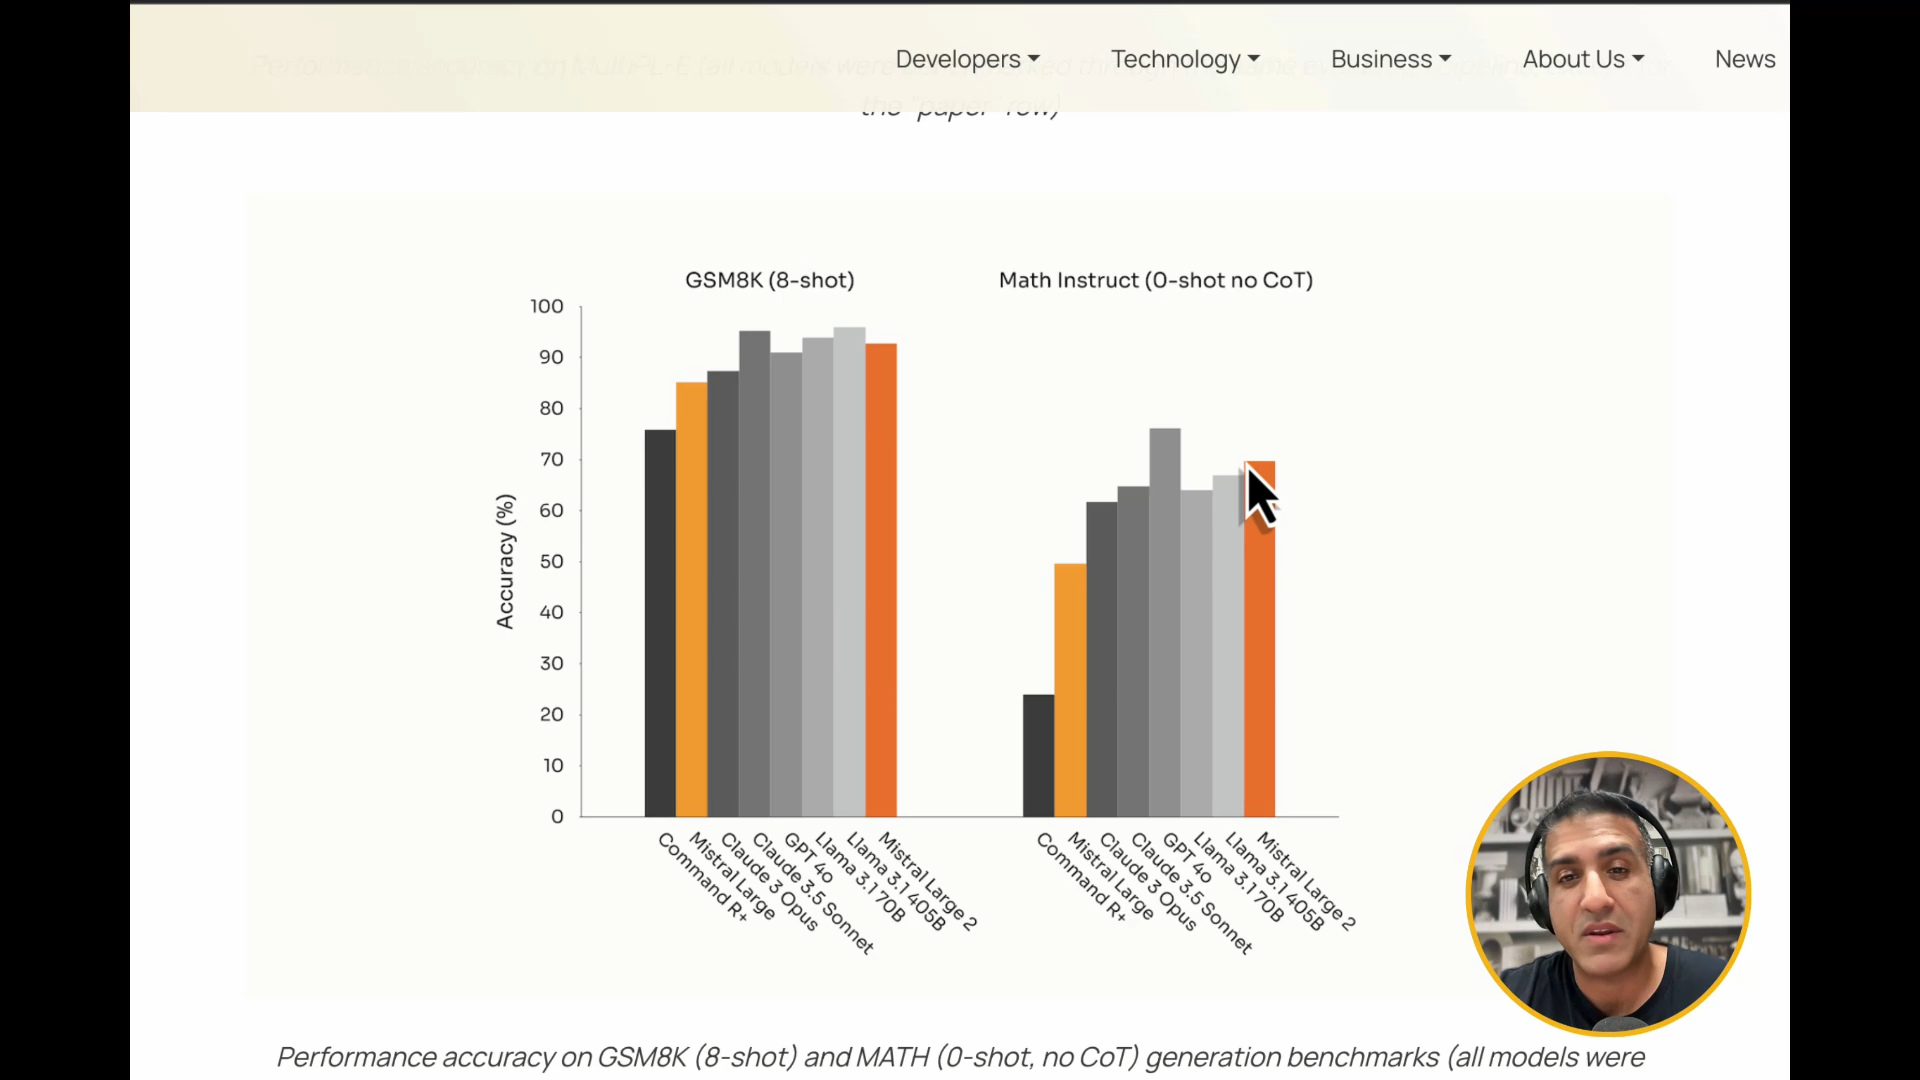 Developers
Technology
Business
About Us
News
the "paper" row)
GSM8K (8-shot)
Math Instruct (0-shot no CoT)
Accuracy (%)
100
90
80
70
60
50
40
30
20
10
0
Command R+
Mistral Large
Claude 3 Opus
Claude 3.5 Sonnet
GPT 4o
Llama 3.1 70B
Llama 3.1 405B
Mistral Large 2
Command R+
Mistral Large
Claude 3 Opus
Claude 3.5 Sonnet
GPT 4o
Llama 3.1 70B
Llama 3.1 405B
Mistral Large 2
Performance accuracy on GSM8K (8-shot) and MATH (0-shot, no CoT) generation benchmarks (all models were